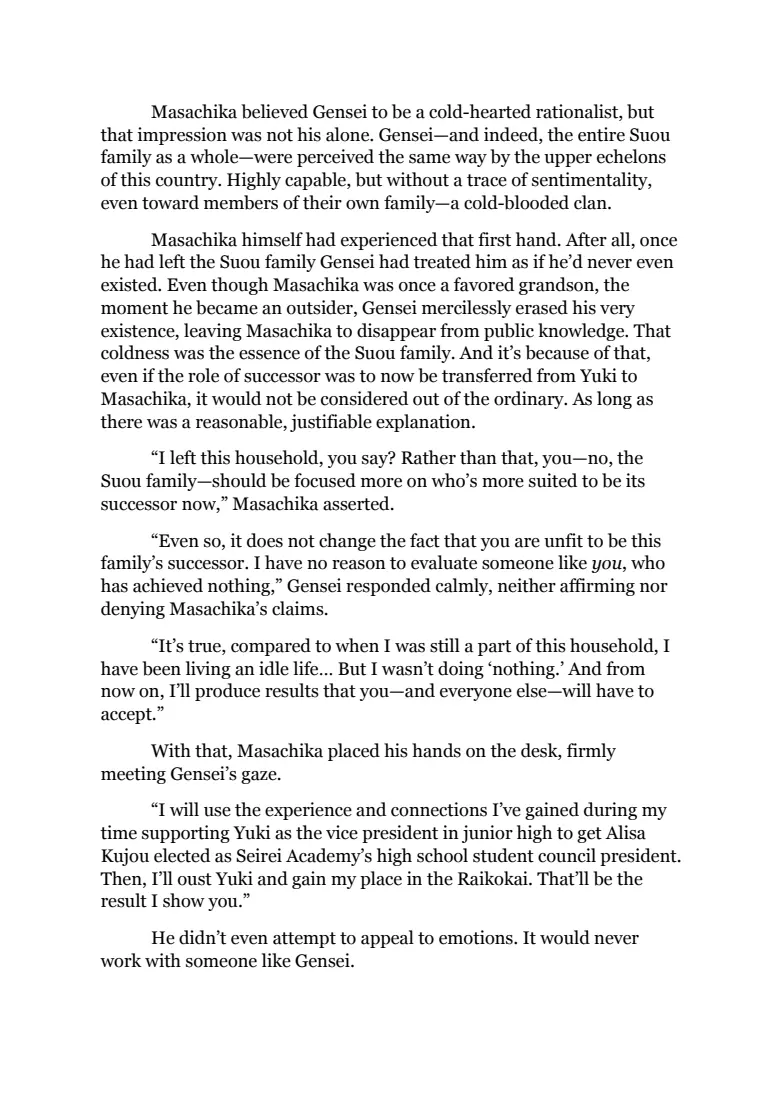 Masachika believed Gensei to be a cold-hearted rationalist, but
that impression was not his alone. Gensei—and indeed, the entire Suou
family as a whole—were perceived the same way by the upper echelons
of this country. Highly capable, but without a trace of sentimentality,
even toward members of their own family—a cold-blooded clan.
Masachika himself had experienced that first hand. After all, once
he had left the Suou family Gensei had treated him as if he’d never even
existed. Even though Masachika was once a favored grandson, the
moment he became an outsider, Gensei mercilessly erased his very
existence, leaving Masachika to disappear from public knowledge. That
coldness was the essence of the Suou family. And it’s because of that,
even if the role of successor was to now be transferred from Yuki to
Masachika, it would not be considered out of the ordinary. As long as
there was a reasonable, justifiable explanation.
“I left this household, you say? Rather than that, you—no, the
Suou family—should be focused more on who’s more suited to be its
successor now,” Masachika asserted.
“Even so, it does not change the fact that you are unfit to be this
family’s successor. I have no reason to evaluate someone like you, who
has achieved nothing,” Gensei responded calmly, neither affirming nor
denying Masachika’s claims.
“It’s true, compared to when I was still a part of this household, I
have been living an idle life… But I wasn’t doing ‘nothing.’ And from
now on, I’ll produce results that you—and everyone else—will have to
accept.”
With that, Masachika placed his hands on the desk, firmly
meeting Gensei’s gaze.
“I will use the experience and connections I’ve gained during my
time supporting Yuki as the vice president in junior high to get Alisa
Kujou elected as Seirei Academy’s high school student council president.
Then, I’ll oust Yuki and gain my place in the Raikokai. That’ll be the
result I show you.”
He didn’t even attempt to appeal to emotions. It would never
work with someone like Gensei.